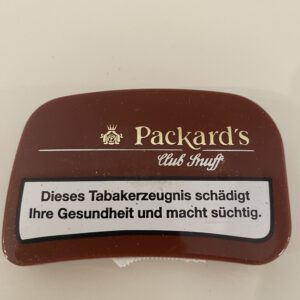 Packard's
Club Snuff
Dieses Tabakerzeugnis schädigt
Ihre Gesundheit und macht süchtig.